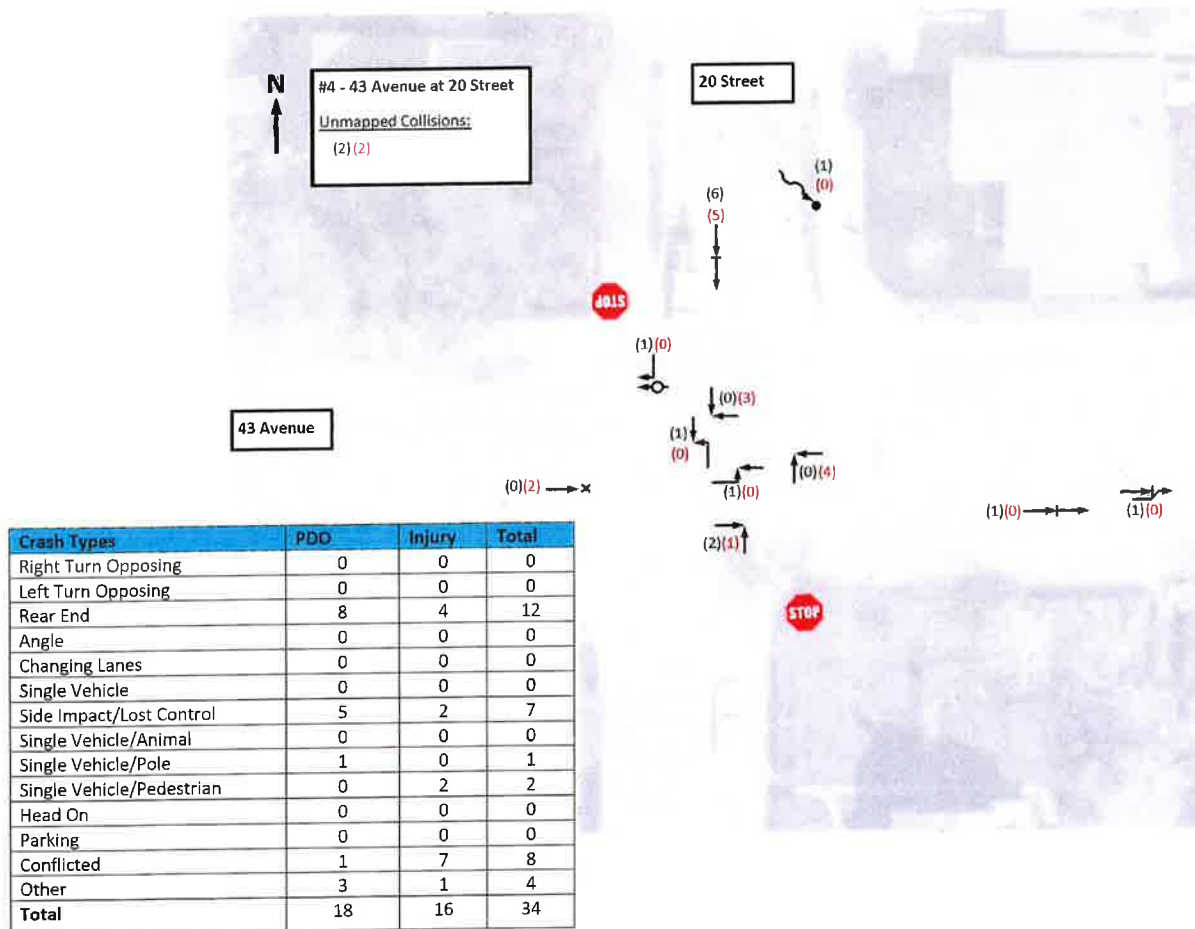 N
#4 - 43 Avenue at 20 Street
Unmapped Collisions:
(2)(2)
20 Street
(1)
(0)
(6)
(5)
STOP
(1)(0)
(0)(3)
43 Avenue
(1)
(0)
(0)(4)
(1)(0)
(0)(2)
(1)(0)
(1)(0)
(2)(1)
STOP
Crash Types PDO Injury Total
Right Turn Opposing 0 0 0
Left Turn Opposing 0 0 0
Rear End 8 4 12
Angle 0 0 0
Changing Lanes 0 0 0
Single Vehicle 0 0 0
Side Impact/Lost Control 5 2 7
Single Vehicle/Animal 0 0 0
Single Vehicle/Pole 1 0 1
Single Vehicle/Pedestrian 0 2 2
Head On 0 0 0
Parking 0 0 0
Conflicted 1 7 8
Other 3 1 4
Total 18 16 34